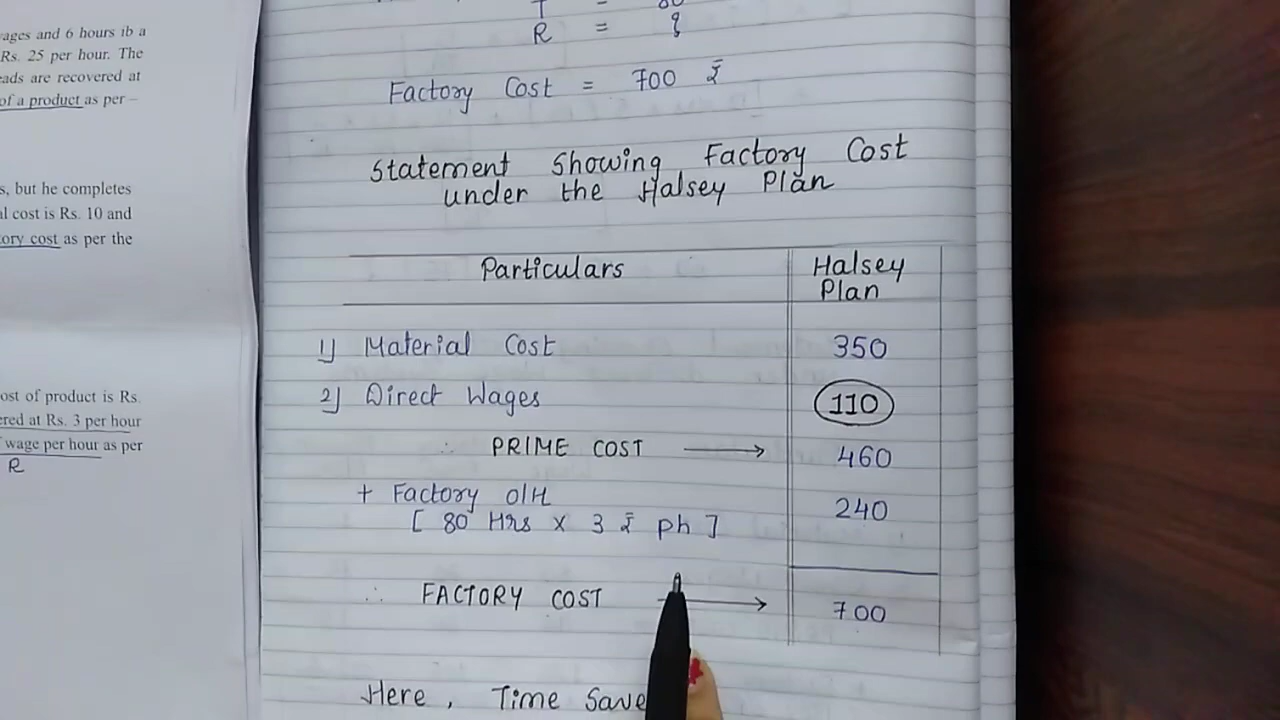 ages and 6 hours ib a
Rs. 25 per hour. The
ads are recovered at
of a product as per –
s, but he completes
l cost is Rs. 10 and
ory cost as per the
ost of product is Rs.
ered at Rs. 3 per hour
wage per hour as per
R
T = 80
R = ?
Factory Cost = 700 ₹
Statement Showing Factory Cost
under the Halsey Plan
Particulars Halsey Plan
1) Material Cost 350
2) Direct Wages 110
∴ PRIME COST → 460
+ Factory O/H 240
[ 80 Hrs x 3 ₹ ph ]
∴ FACTORY COST → 700
Here, Time Save